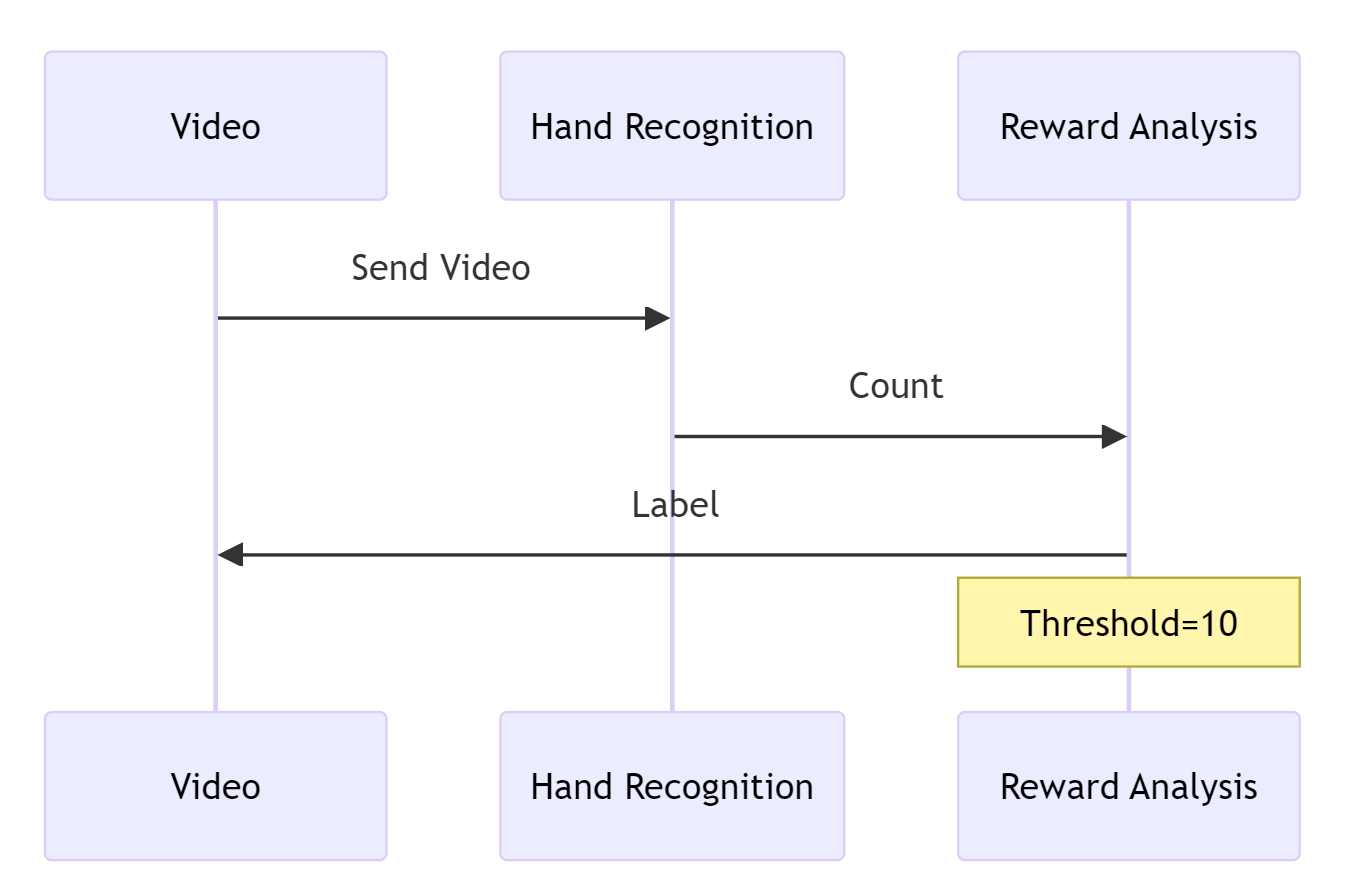 Video
Hand Recognition
Reward Analysis
Send Video
Count
Label
Threshold=10
Video
Hand Recognition
Reward Analysis